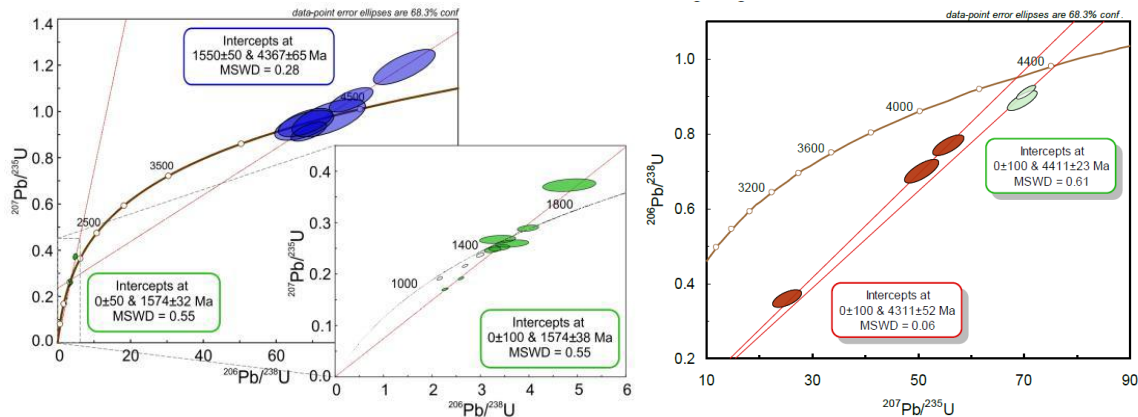 data-point error ellipses are 68.3% conf
1.4
1.2
1.0
0.8
0.6
0.4
0.2
0.0
207Pb/235U
Intercepts at
1550±50 & 4367±65 Ma
MSWD = 0.28
4500
3500
2500
Intercepts at
0±50 & 1574±32 Ma
MSWD = 0.55
0
20
40
60
206Pb/238U
0.4
0.3
0.2
0.1
0.0
207Pb/235U
1800
1400
1000
Intercepts at
0±100 & 1574±38 Ma
MSWD = 0.55
0
1
2
3
4
5
6
206Pb/238U
data-point error ellipses are 68.3% conf .
1.2
1.0
0.8
0.6
0.4
0.2
206Pb/238U
4400
4000
3600
3200
Intercepts at
0±100 & 4411±23 Ma
MSWD = 0.61
Intercepts at
0±100 & 4311±52 Ma
MSWD = 0.06
10
30
50
70
90
207Pb/235U